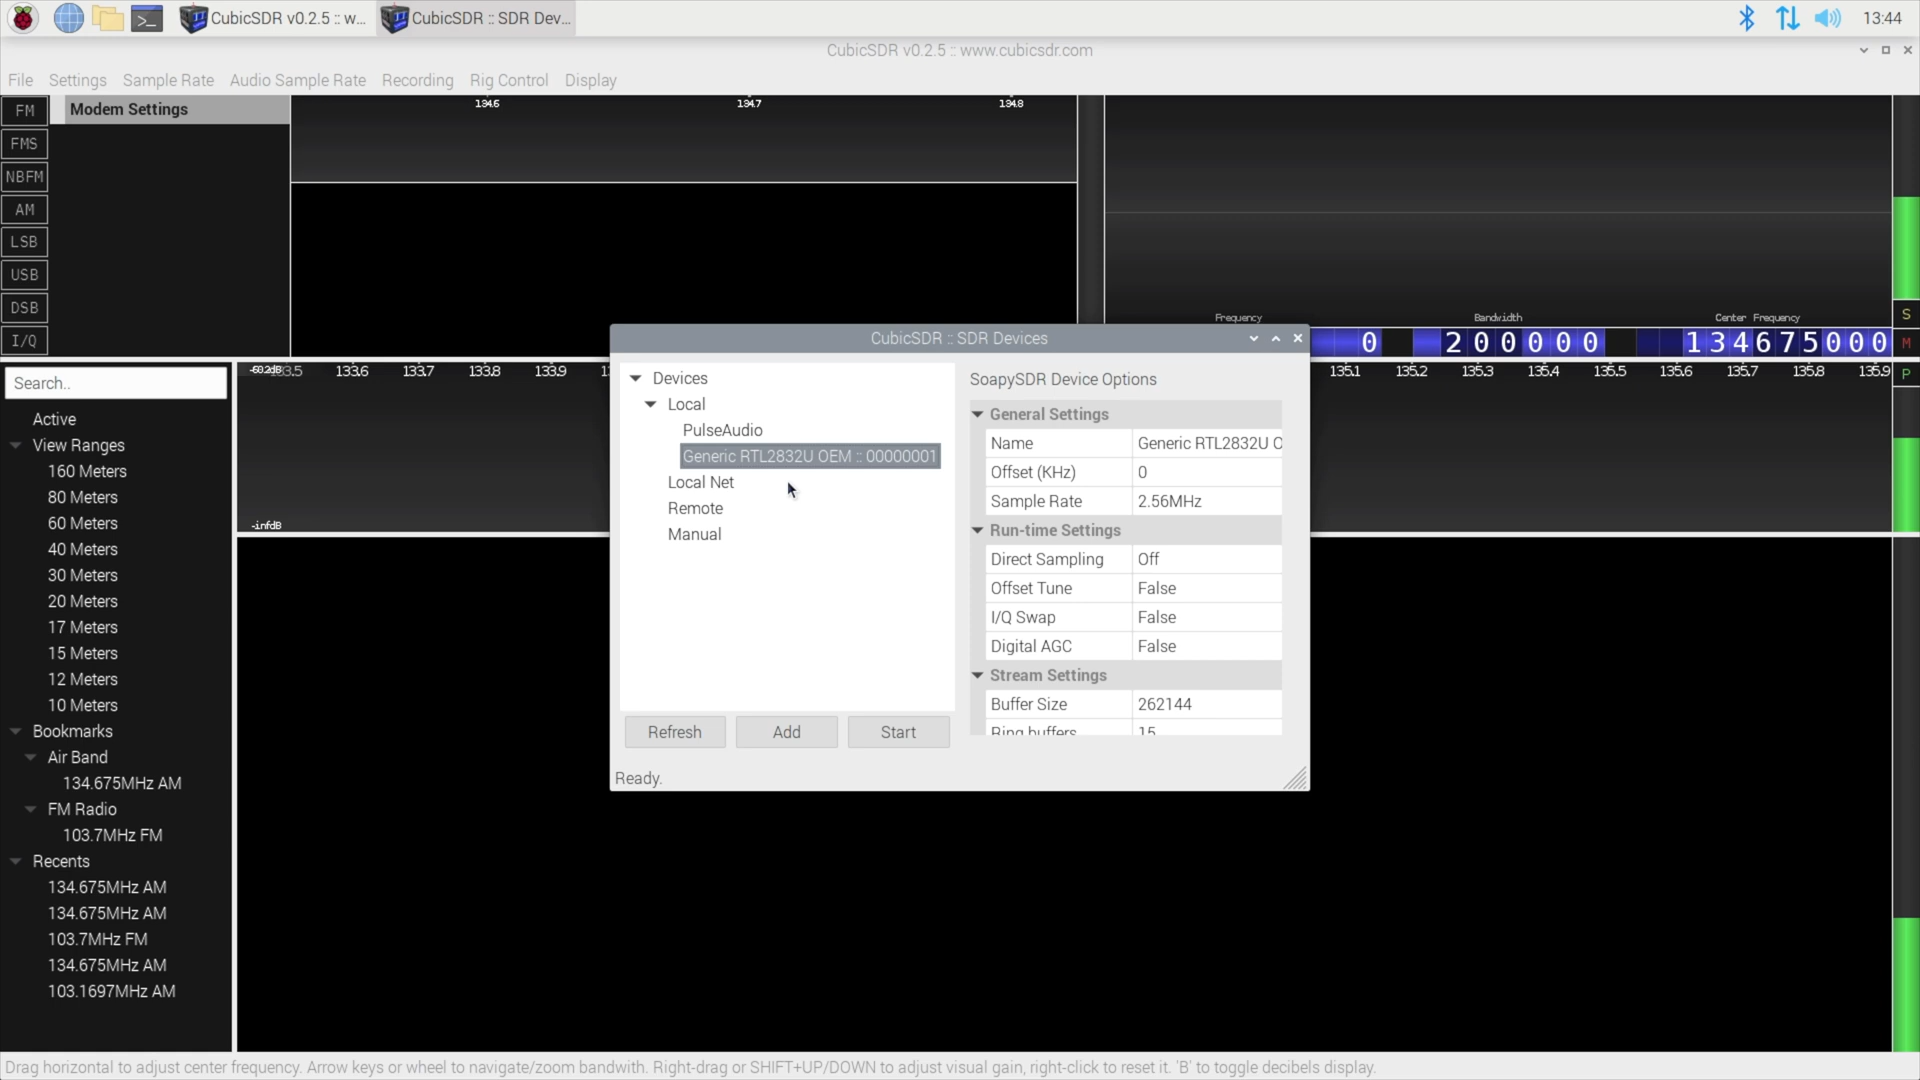 CubicSDR v0.2.5 :: w...
CubicSDR :: SDR Dev...
13:44
CubicSDR v0.2.5 :: www.cubicsdr.com
File Settings Sample Rate Audio Sample Rate Recording Rig Control Display
FM
FMS
NBFM
AM
LSB
USB
DSB
I/Q
Modem Settings
134.6 134.7 134.8
Frequency Bandwidth Center Frequency
0 200000 134675000
S
M
P
Search..
Active
View Ranges
160 Meters
80 Meters
60 Meters
40 Meters
30 Meters
20 Meters
17 Meters
15 Meters
12 Meters
10 Meters
Bookmarks
Air Band
134.675MHz AM
FM Radio
103.7MHz FM
Recents
134.675MHz AM
134.675MHz AM
103.7MHz FM
134.675MHz AM
103.1697MHz AM
133.6 133.7 133.8 133.9
135.1 135.2 135.3 135.4 135.5 135.6 135.7 135.8 135.9
-infdB
CubicSDR :: SDR Devices
Devices
Local
PulseAudio
Generic RTL2832U OEM :: 00000001
Local Net
Remote
Manual
Refresh Add Start
Ready.
SoapySDR Device Options
General Settings
Name Generic RTL2832U O
Offset (KHz) 0
Sample Rate 2.56MHz
Run-time Settings
Direct Sampling Off
Offset Tune False
I/Q Swap False
Digital AGC False
Stream Settings
Buffer Size 262144
Ring buffers 15
Drag horizontal to adjust center frequency. Arrow keys or wheel to navigate/zoom bandwith. Right-drag or SHIFT+UP/DOWN to adjust visual gain, right-click to reset it. 'B' to toggle decibels display.